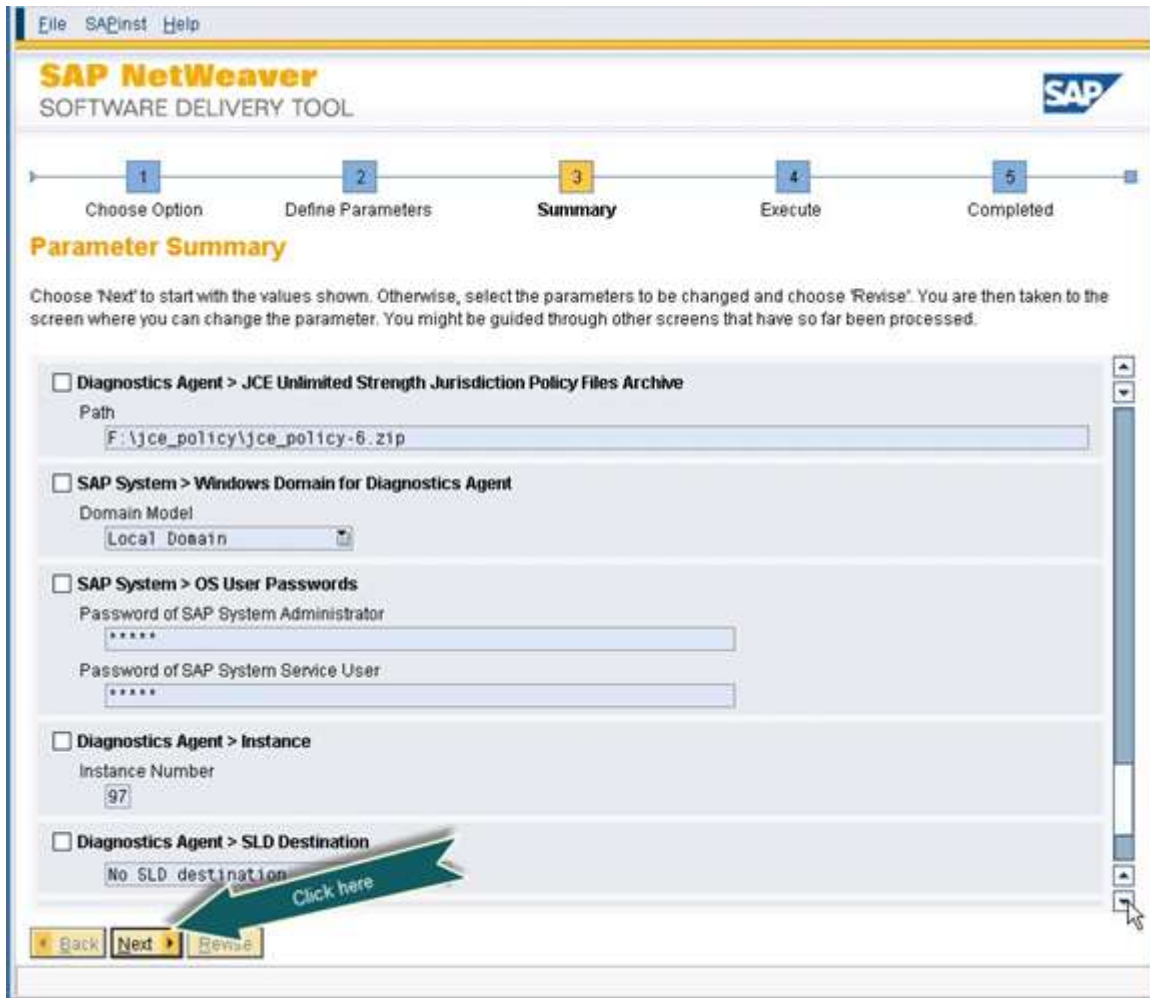 File SAPinst Help
SAP NetWeaver
SOFTWARE DELIVERY TOOL
SAP
1 2 3 4 5
Choose Option Define Parameters Summary Execute Completed
Parameter Summary
Choose 'Next' to start with the values shown. Otherwise, select the parameters to be changed and choose 'Revise'. You are then taken to the
screen where you can change the parameter. You might be guided through other screens that have so far been processed.
Diagnostics Agent > JCE Unlimited Strength Jurisdiction Policy Files Archive
Path
F:\jce_policy\jce_policy-6.zip
SAP System > Windows Domain for Diagnostics Agent
Domain Model
Local Domain
SAP System > OS User Passwords
Password of SAP System Administrator
*****
Password of SAP System Service User
*****
Diagnostics Agent > Instance
Instance Number
97
Diagnostics Agent > SLD Destination
No SLD destination
Click here
Back Next Revise